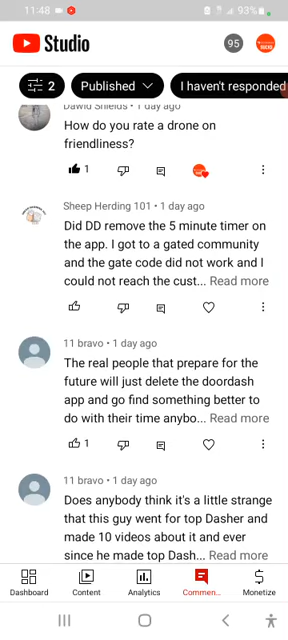 11:48
93%
Studio
95
2
Published
I haven't responded
David Shields • 1 day ago
How do you rate a drone on
friendliness?
1
Sheep Herding 101 • 1 day ago
Did DD remove the 5 minute timer on
the app. I got to a gated community
and the gate code did not work and I
could not reach the cust... Read more
11 bravo • 1 day ago
The real people that prepare for the
future will just delete the doordash
app and go find something better to
do with their time anybo... Read more
1
11 bravo • 1 day ago
Does anybody think it's a little strange
that this guy went for top Dasher and
made 10 videos about it and ever
since he made top Dash... Read more
Dashboard
Content
Analytics
Commen...
Monetize